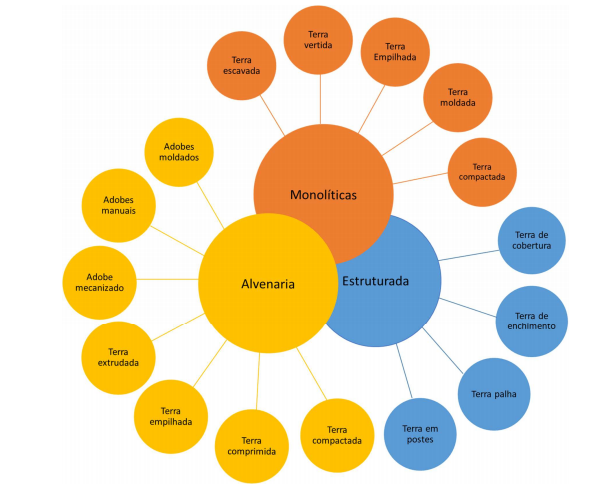 Terra
escavada
Terra
vertida
Terra
Empilhada
Terra
moldada
Terra
compactada
Monolíticas
Adobes
moldados
Adobes
manuais
Adobe
mecanizado
Terra
extrudada
Terra
empilhada
Terra
comprimida
Terra
compactada
Alvenaria
Estruturada
Terra de
cobertura
Terra de
enchimento
Terra palha
Terra em
postes